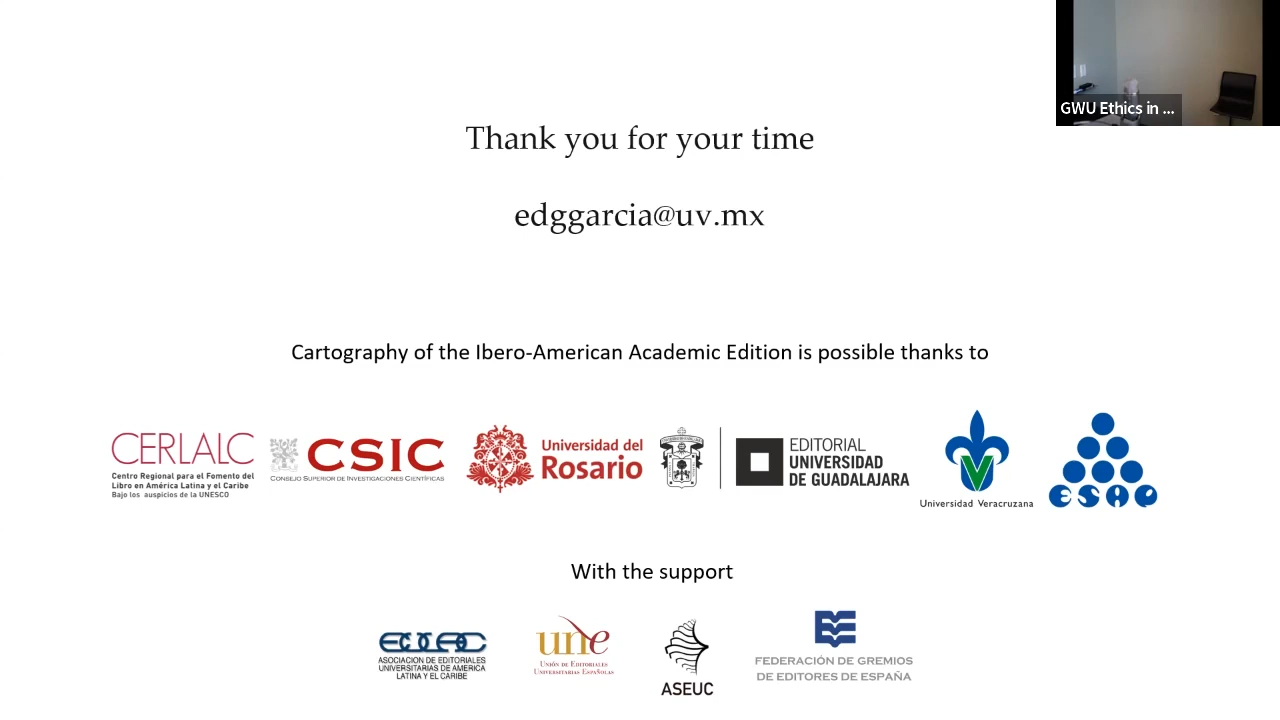 GWU Ethics in ...
Thank you for your time
edggarcia@uv.mx
Cartography of the Ibero-American Academic Edition is possible thanks to
CERLALC
Centro Regional para el Fomento del
Libro en América Latina y el Caribe
Bajo los auspicios de la UNESCO
CSIC
CONSEJO SUPERIOR DE INVESTIGACIONES CIENTÍFICAS
Universidad del
Rosario
EDITORIAL
UNIVERSIDAD
DE GUADALAJARA
Universidad Veracruzana
ESAP
With the support
EULAC
ASOCIACION DE EDITORIALES
UNIVERSITARIAS DE AMERICA
LATINA Y EL CARIBE
une
UNIÓN DE EDITORIALES
UNIVERSITARIAS ESPAÑOLAS
ASEUC
FEDERACIÓN DE GREMIOS
DE EDITORES DE ESPAÑA